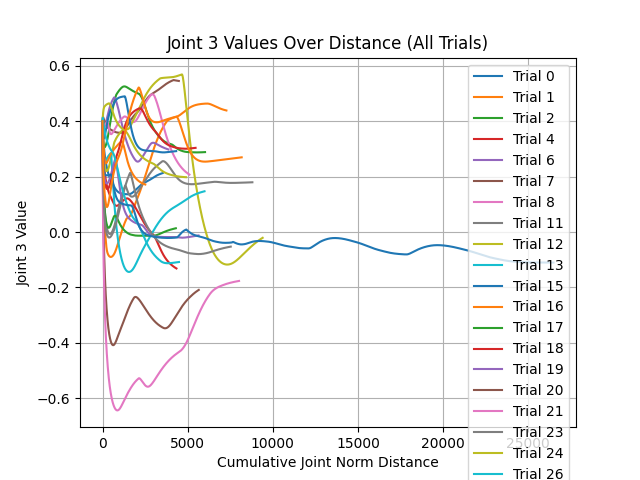 Joint 3 Values Over Distance (All Trials)
0.6
0.4
0.2
0.0
−0.2
−0.4
−0.6
Joint 3 Value
0
5000
10000
15000
20000
25000
Cumulative Joint Norm Distance
Trial 0
Trial 1
Trial 2
Trial 4
Trial 6
Trial 7
Trial 8
Trial 11
Trial 12
Trial 13
Trial 15
Trial 16
Trial 17
Trial 18
Trial 19
Trial 20
Trial 21
Trial 23
Trial 24
Trial 26